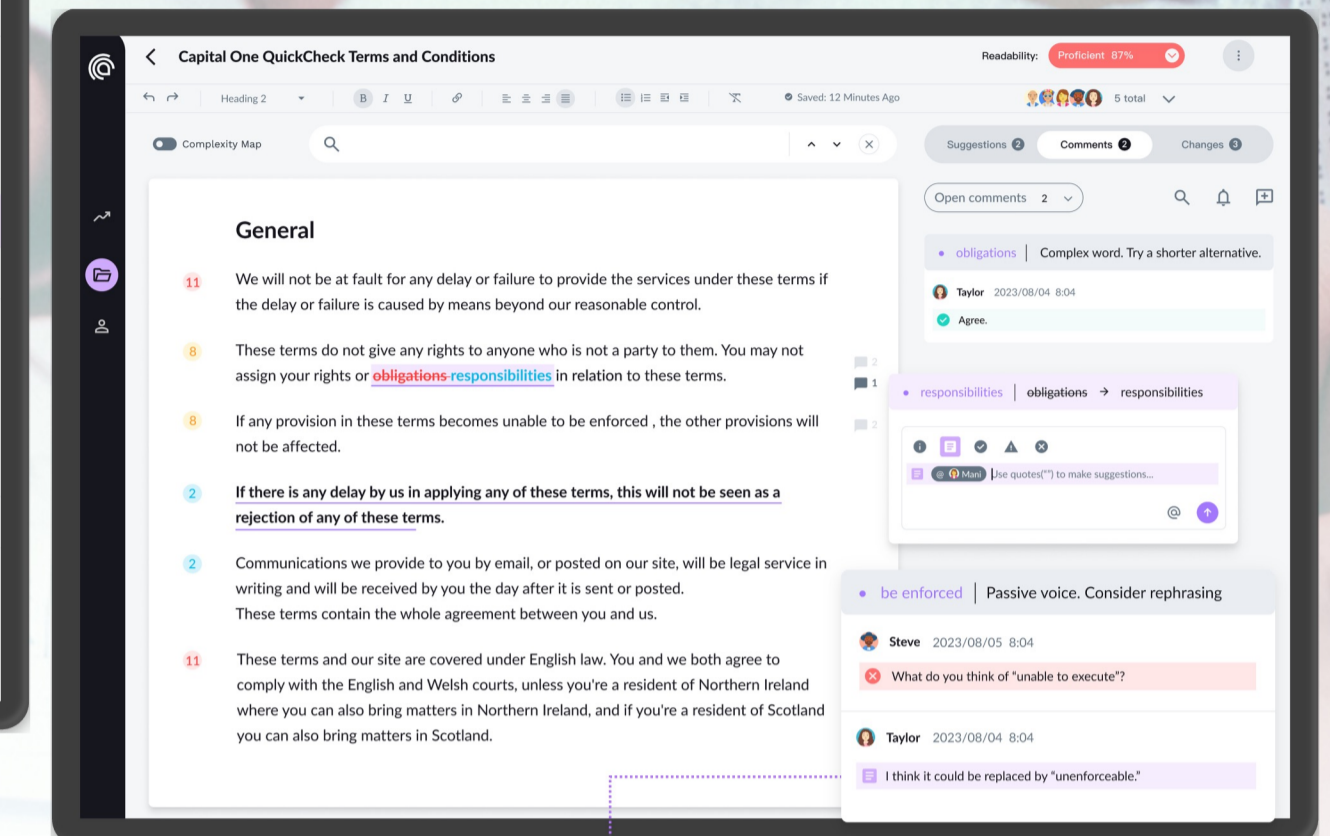 Capital One QuickCheck Terms and Conditions
Readability: Proficient 87%
Heading 2
B I U
Saved: 12 Minutes Ago
5 total
Complexity Map
Suggestions 2
Comments 2
Changes 3
Open comments 2
General
11
We will not be at fault for any delay or failure to provide the services under these terms if
the delay or failure is caused by means beyond our reasonable control.
8
These terms do not give any rights to anyone who is not a party to them. You may not
assign your rights or obligations responsibilities in relation to these terms.
8
If any provision in these terms becomes unable to be enforced , the other provisions will
not be affected.
2
If there is any delay by us in applying any of these terms, this will not be seen as a
rejection of any of these terms.
2
Communications we provide to you by email, or posted on our site, will be legal service in
writing and will be received by you the day after it is sent or posted.
These terms contain the whole agreement between you and us.
11
These terms and our site are covered under English law. You and we both agree to
comply with the English and Welsh courts, unless you're a resident of Northern Ireland
where you can also bring matters in Northern Ireland, and if you're a resident of Scotland
you can also bring matters in Scotland.
2
1
2
obligations | Complex word. Try a shorter alternative.
Taylor 2023/08/04 8:04
Agree.
responsibilities | obligations → responsibilities
@ Mani Use quotes("") to make suggestions...
@
be enforced | Passive voice. Consider rephrasing
Steve 2023/08/05 8:04
What do you think of “unable to execute”?
Taylor 2023/08/04 8:04
I think it could be replaced by “unenforceable.”